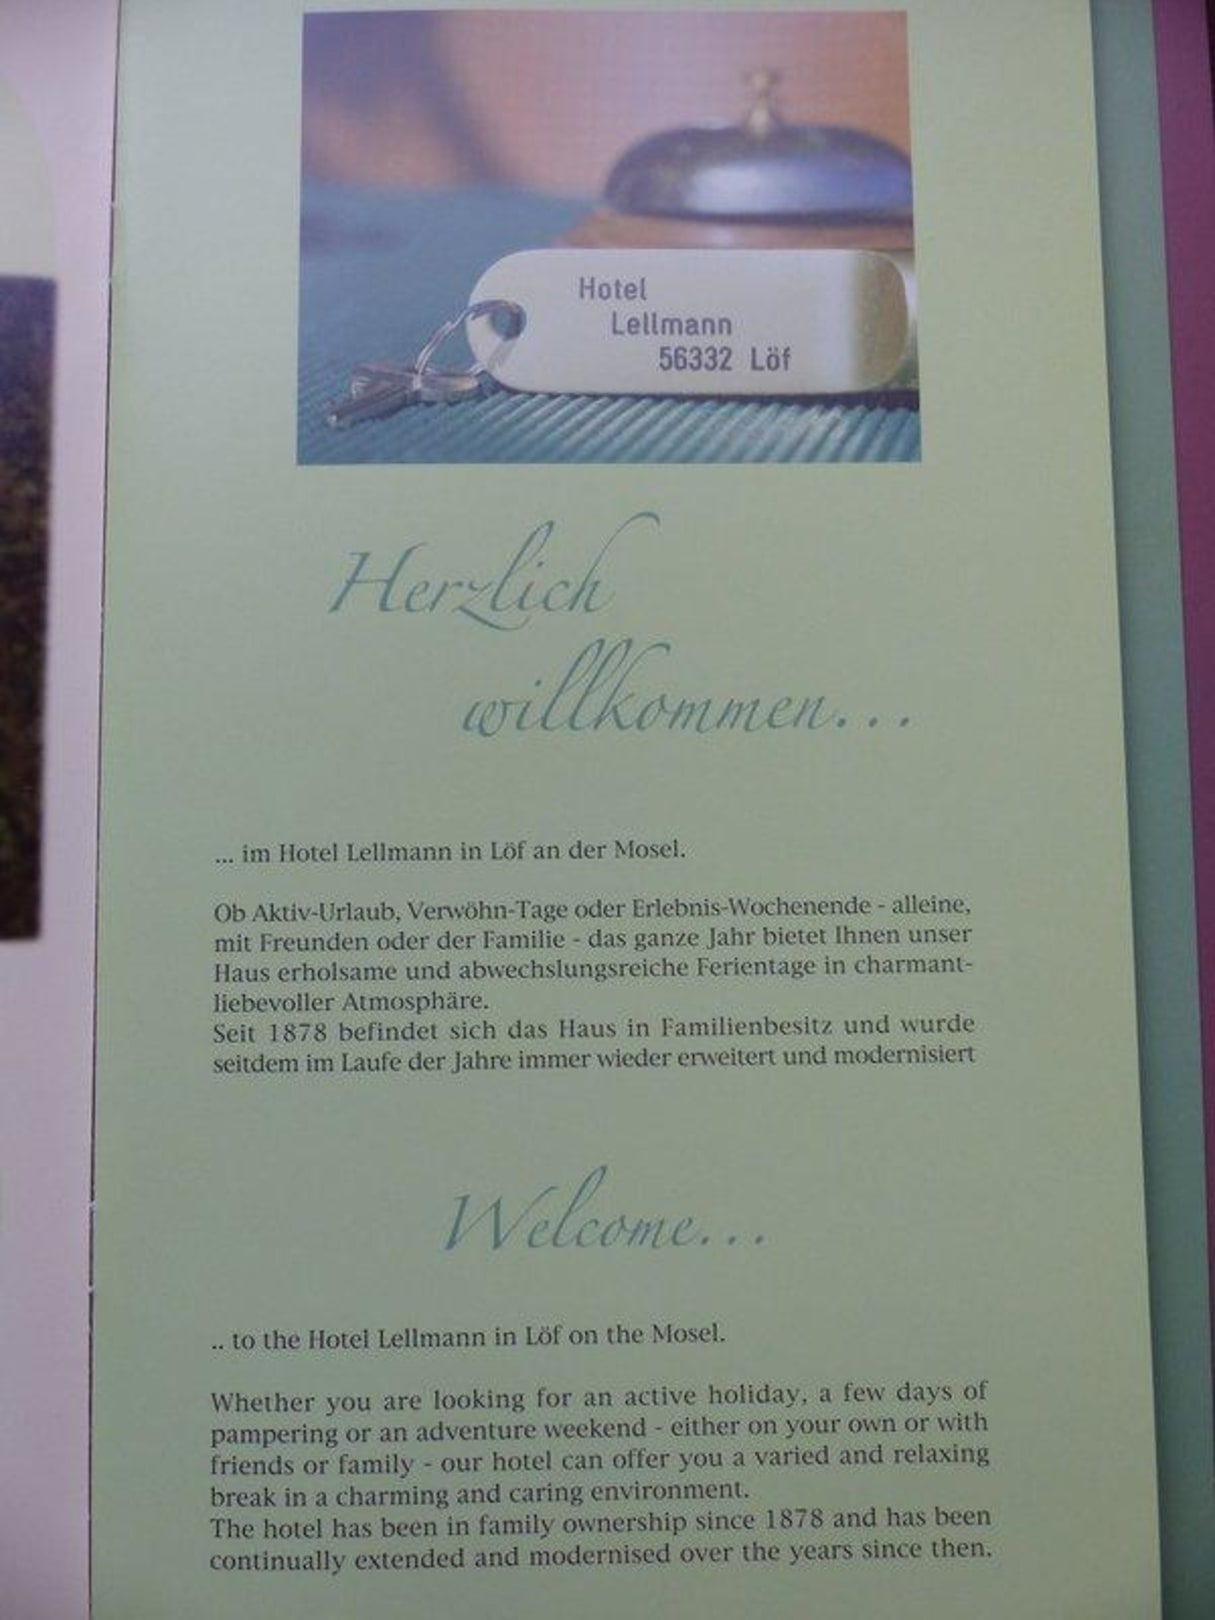 Hotel
Lellmann
56332 Löf
Herzlich
willkommen...
... im Hotel Lellmann in Löf an der Mosel.
Ob Aktiv-Urlaub, Verwöhn-Tage oder Erlebnis-Wochenende - alleine,
mit Freunden oder der Familie - das ganze Jahr bietet Ihnen unser
Haus erholsame und abwechslungsreiche Ferientage in charmant-
liebevoller Atmosphäre.
Seit 1878 befindet sich das Haus in Familienbesitz und wurde
seitdem im Laufe der Jahre immer wieder erweitert und modernisiert
Welcome...
.. to the Hotel Lellmann in Löf on the Mosel.
Whether you are looking for an active holiday, a few days of
pampering or an adventure weekend - either on your own or with
friends or family - our hotel can offer you a varied and relaxing
break in a charming and caring environment.
The hotel has been in family ownership since 1878 and has been
continually extended and modernised over the years since then.